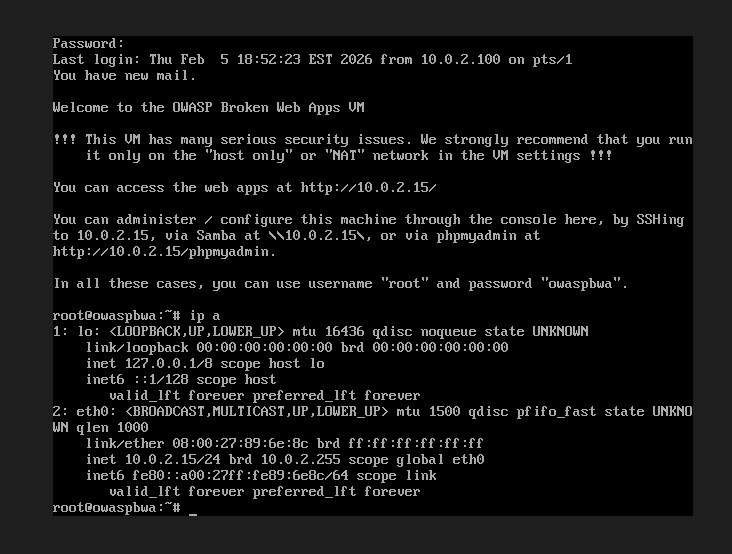 Password:
Last login: Thu Feb  5 18:52:23 EST 2026 from 10.0.2.100 on pts/1
You have new mail.

Welcome to the OWASP Broken Web Apps VM

!!! This VM has many serious security issues. We strongly recommend that you run
    it only on the "host only" or "NAT" network in the VM settings !!!

You can access the web apps at http://10.0.2.15/

You can administer / configure this machine through the console here, by SSHing
to 10.0.2.15, via Samba at \\10.0.2.15\, or via phpmyadmin at
http://10.0.2.15/phpmyadmin.

In all these cases, you can use username "root" and password "owaspbwa".

root@owaspbwa:~# ip a
1: lo: <LOOPBACK,UP,LOWER_UP> mtu 16436 qdisc noqueue state UNKNOWN
    link/loopback 00:00:00:00:00:00 brd 00:00:00:00:00:00
    inet 127.0.0.1/8 scope host lo
    inet6 ::1/128 scope host
       valid_lft forever preferred_lft forever
2: eth0: <BROADCAST,MULTICAST,UP,LOWER_UP> mtu 1500 qdisc pfifo_fast state UNKNO
WN qlen 1000
    link/ether 08:00:27:89:6e:8c brd ff:ff:ff:ff:ff:ff
    inet 10.0.2.15/24 brd 10.0.2.255 scope global eth0
    inet6 fe80::a00:27ff:fe89:6e8c/64 scope link
       valid_lft forever preferred_lft forever
root@owaspbwa:~# _